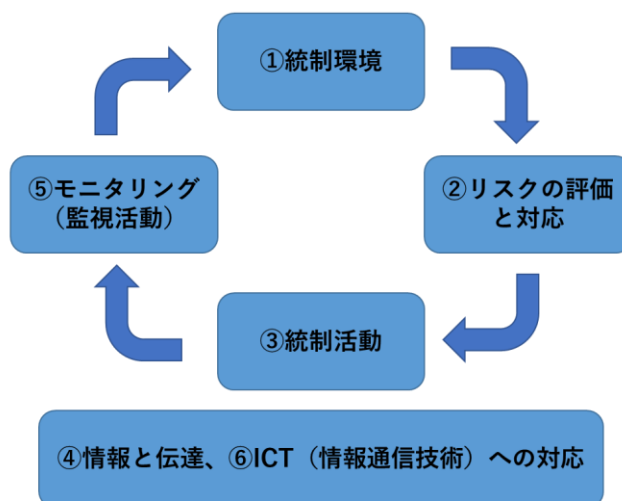 ①統制環境
②リスクの評価
と対応
③統制活動
⑤モニタリング
（監視活動）
④情報と伝達、⑥ICT（情報通信技術）への対応